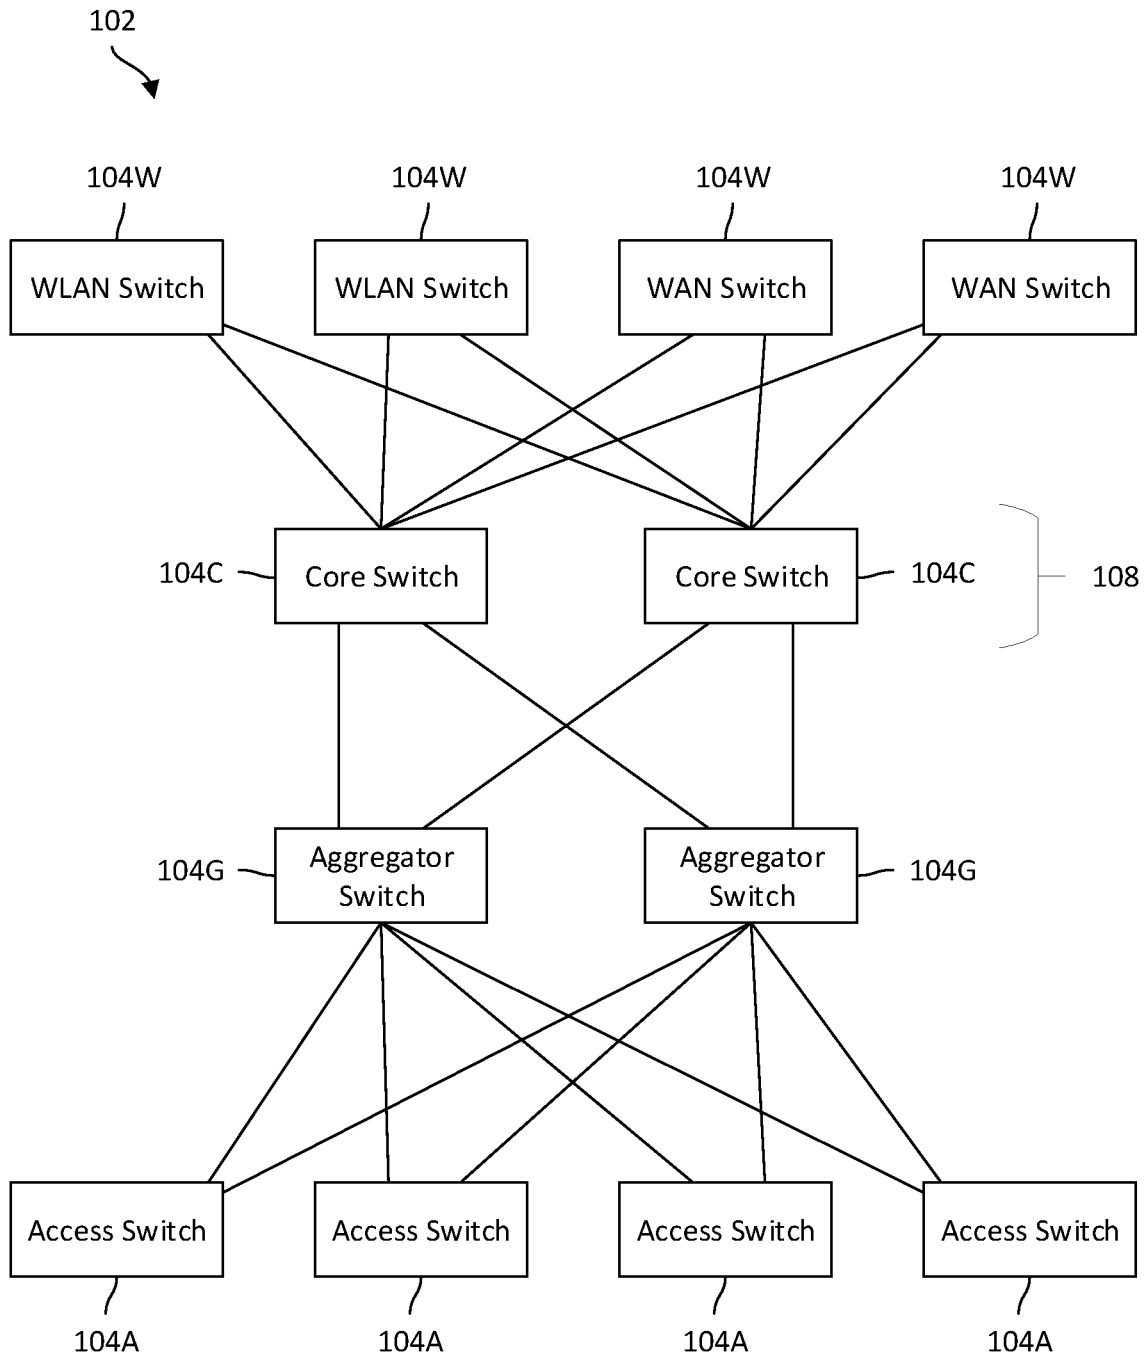 102
104W
104W
104W
104W
WLAN Switch
WLAN Switch
WAN Switch
WAN Switch
104C
Core Switch
Core Switch
104C
108
104G
Aggregator
Switch
Aggregator
Switch
104G
Access Switch
Access Switch
Access Switch
Access Switch
104A
104A
104A
104A